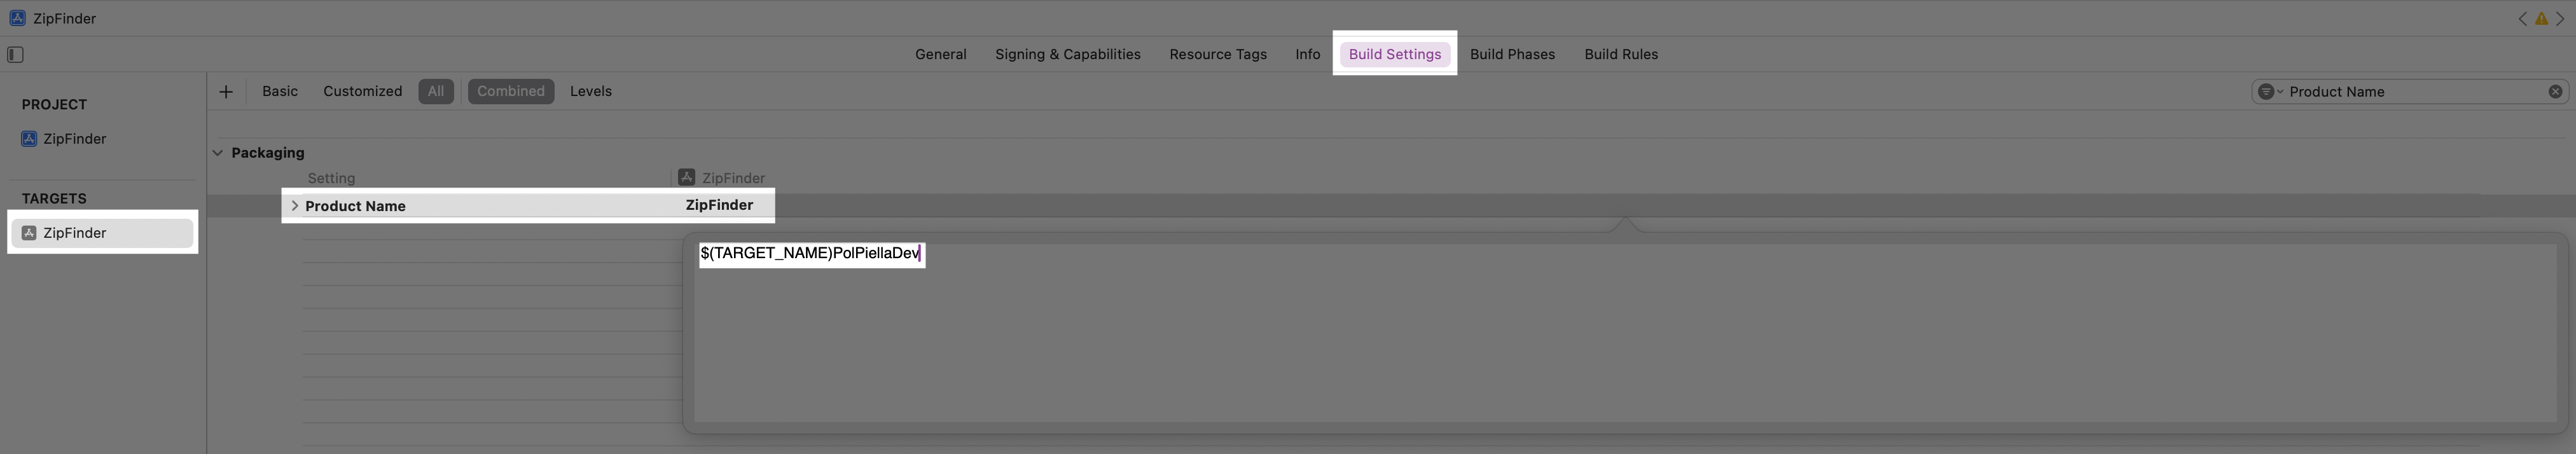 ZipFinder
General Signing & Capabilities Resource Tags Info Build Settings Build Phases Build Rules
PROJECT
ZipFinder
TARGETS
ZipFinder
Basic Customized All Combined Levels
Product Name
Packaging
Setting ZipFinder
Product Name ZipFinder
$(TARGET_NAME)PolPiellaDev